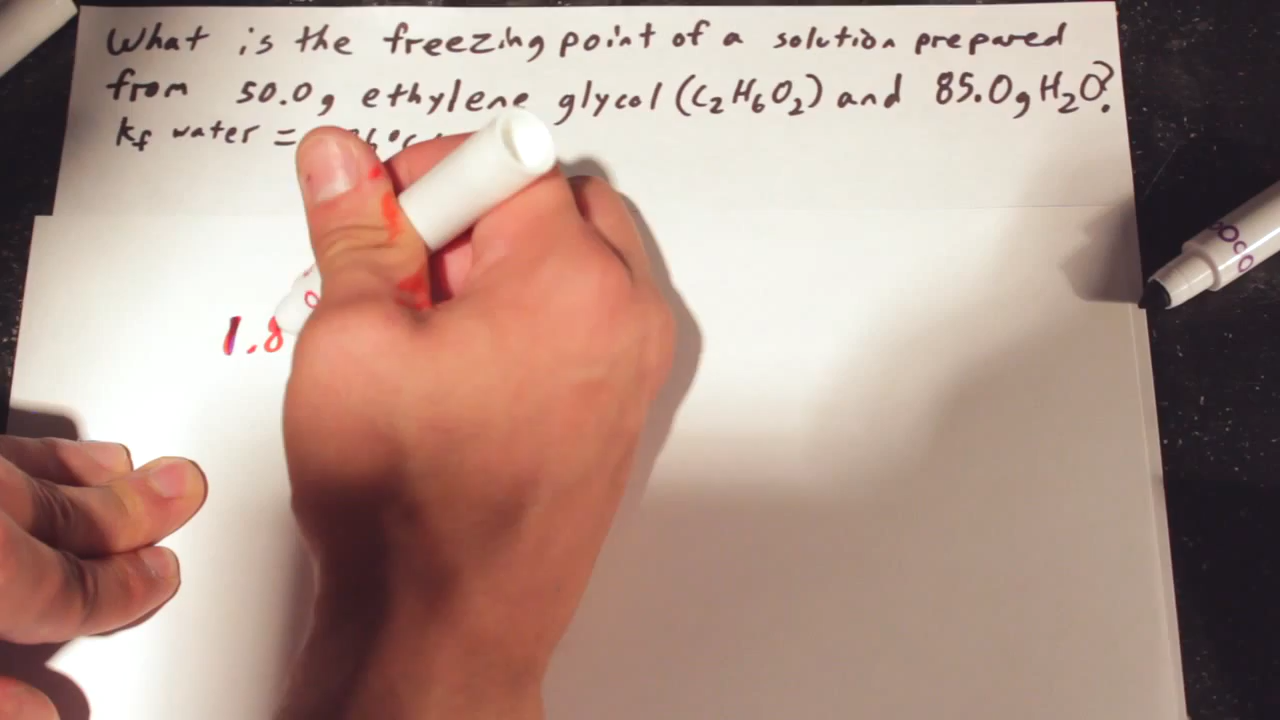 What is the freezing point of a solution prepared
from 50.0g ethylene glycol (C₂H₆O₂) and 85.0g H₂O?
kf water =
1.8